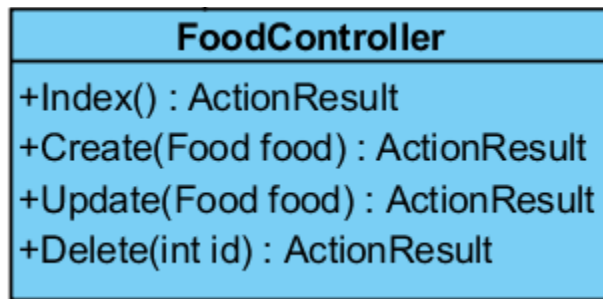 FoodController
+Index() : ActionResult
+Create(Food food) : ActionResult
+Update(Food food) : ActionResult
+Delete(int id) : ActionResult